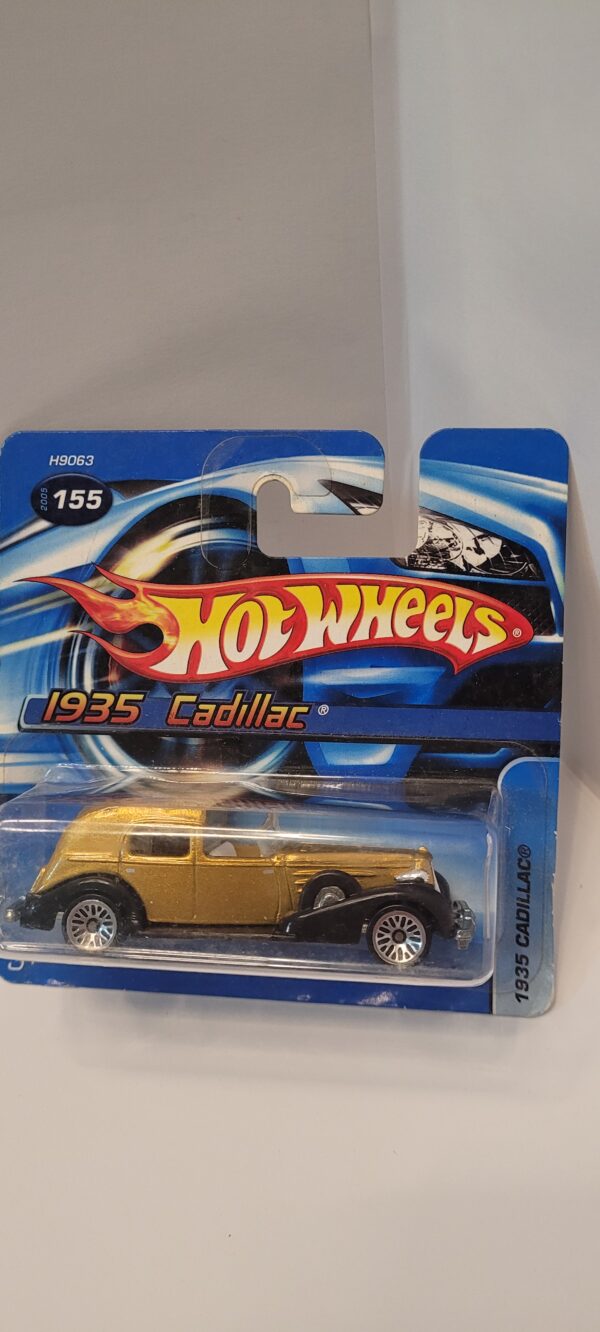 H9063
2005
155
HOT WHEELS®
1935 Cadillac®
1935 CADILLAC®